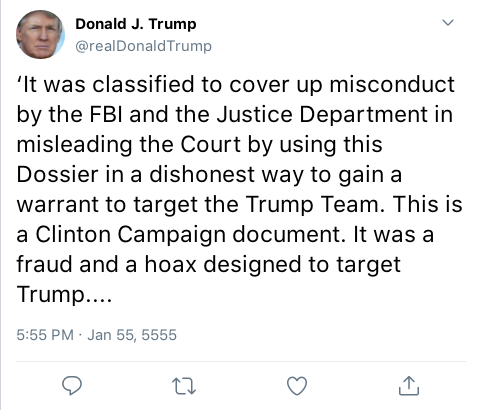 Donald J. Trump
@realDonaldTrump
‘It was classified to cover up misconduct
by the FBI and the Justice Department in
misleading the Court by using this
Dossier in a dishonest way to gain a
warrant to target the Trump Team. This is
a Clinton Campaign document. It was a
fraud and a hoax designed to target
Trump....
5:55 PM · Jan 55, 5555